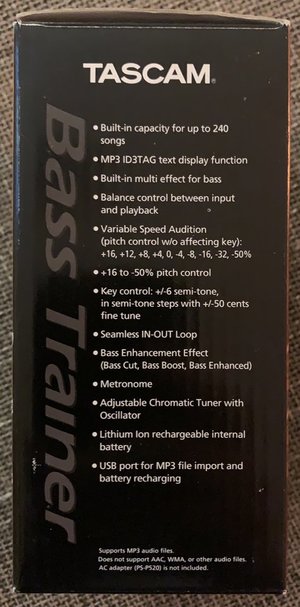 TASCAM®
Bass Trainer
• Built-in capacity for up to 240
songs
• MP3 ID3TAG text display function
• Built-in multi effect for bass
• Balance control between input
and playback
• Variable Speed Audition
(pitch control w/o affecting key):
+16, +12, +8, +4, 0, -4, -8, -16, -32, -50%
• +16 to -50% pitch control
• Key control: +/-6 semi-tone,
in semi-tone steps with +/-50 cents
fine tune
• Seamless IN-OUT Loop
• Bass Enhancement Effect
(Bass Cut, Bass Boost, Bass Enhanced)
• Metronome
• Adjustable Chromatic Tuner with
Oscillator
• Lithium Ion rechargeable internal
battery
• USB port for MP3 file import and
battery recharging
Supports MP3 audio files.
Does not support AAC, WMA, or other audio files.
AC adapter (PS-P520) is not included.